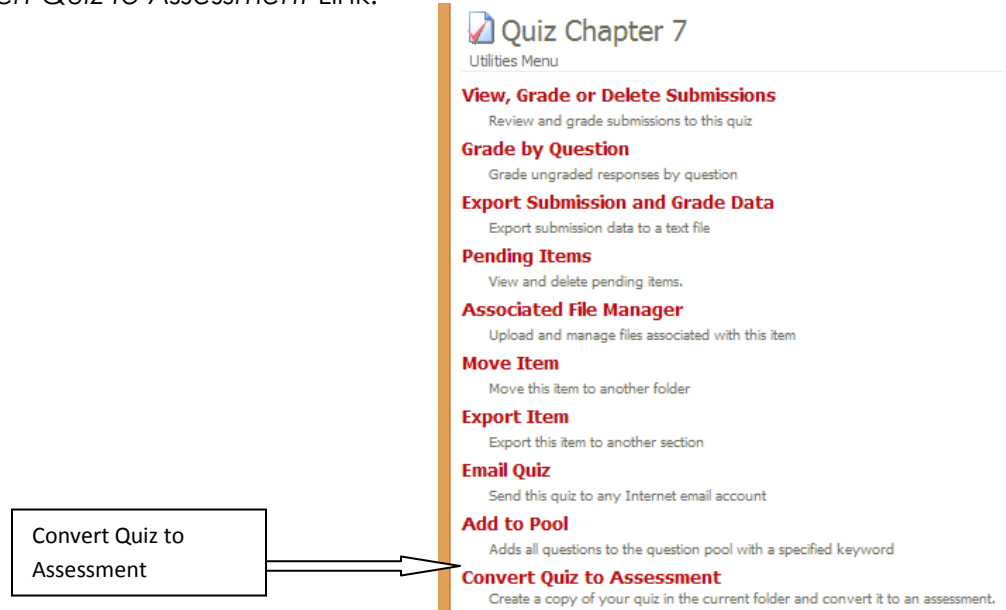 Quiz to Assessment Link.
Quiz Chapter 7
Utilities Menu
View, Grade or Delete Submissions
Review and grade submissions to this quiz
Grade by Question
Grade ungraded responses by question
Export Submission and Grade Data
Export submission data to a text file
Pending Items
View and delete pending items.
Associated File Manager
Upload and manage files associated with this item
Move Item
Move this item to another folder
Export Item
Export this item to another section
Email Quiz
Send this quiz to any Internet email account
Add to Pool
Adds all questions to the question pool with a specified keyword
Convert Quiz to Assessment
Create a copy of your quiz in the current folder and convert it to an assessment.
Convert Quiz to
Assessment